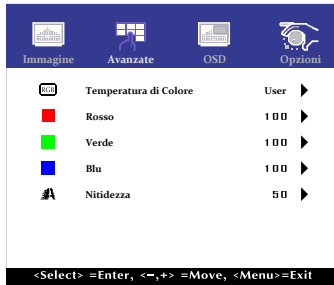 Immagine Avanzate OSD Opzioni
RGB Temperatura di Colore User
Rosso 100
Verde 100
Blu 100
Nitidezza 50
<Select> =Enter, <−,+> =Move, <Menu>=Exit